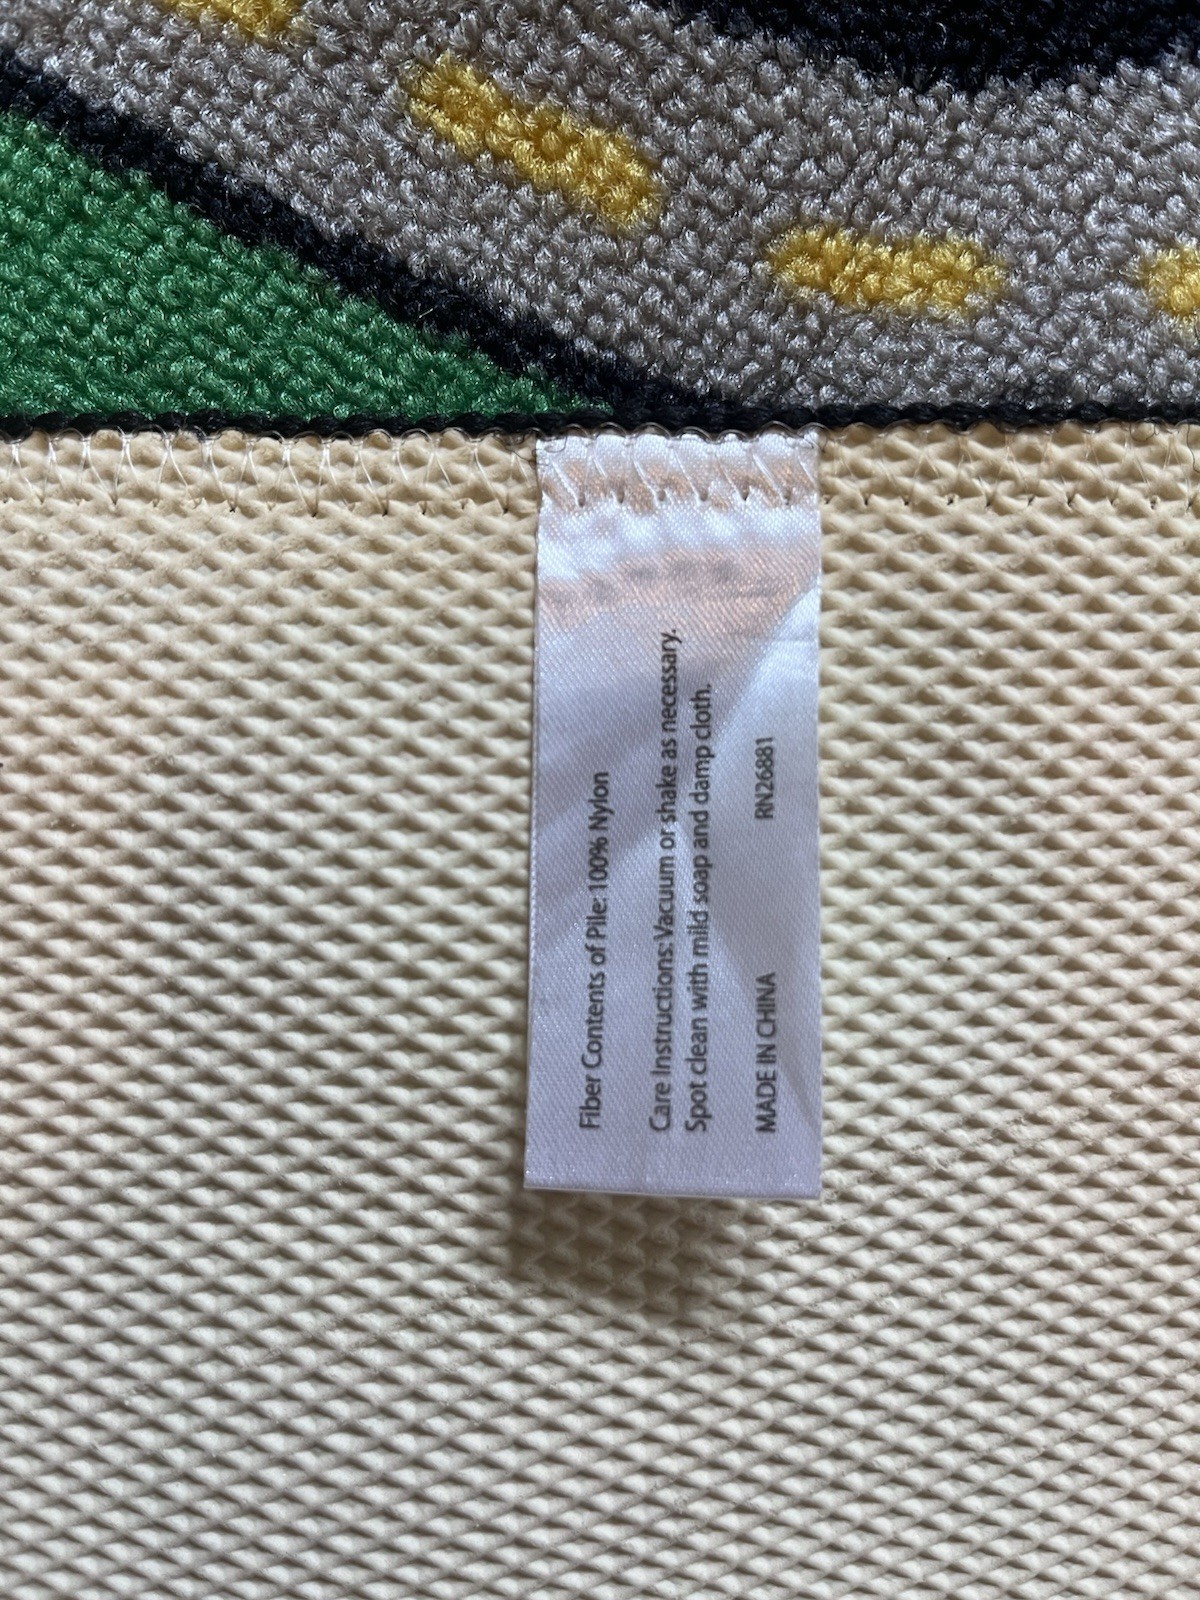 Fiber Contents of Pile: 100% Nylon
Care Instructions: Vacuum or shake as necessary.
Spot clean with mild soap and damp cloth.
MADE IN CHINA RN26881